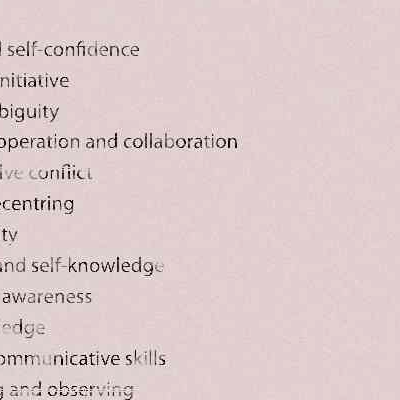 self-confidence
nitiative
biguity
operation and collaboration
ive conflict
ecentring
ty
and self-knowledge
awareness
edge
ommunicative skills
g and observing